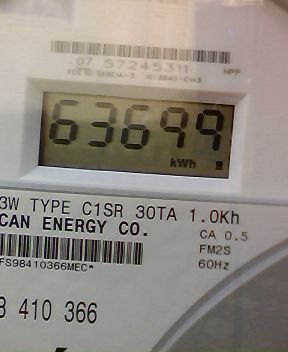 07 57245311
HPP
63699
kWh
3W TYPE C1SR 30TA 1.0Kh
CAN ENERGY CO.
CA 0.5
FM2S
60Hz
FS98410366MEC*
410 366